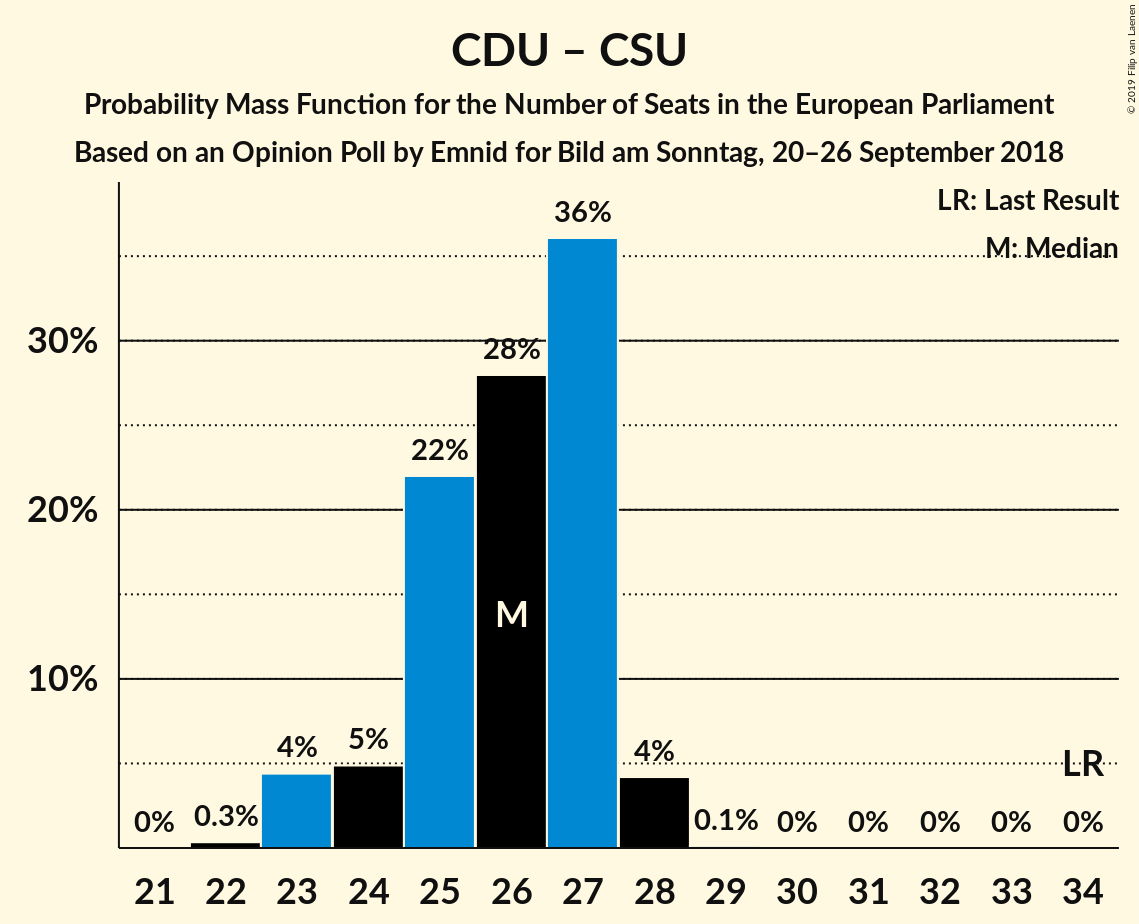 CDU – CSU
Probability Mass Function for the Number of Seats in the European Parliament
Based on an Opinion Poll by Emnid for Bild am Sonntag, 20–26 September 2018
© 2019 Filip van Laenen
LR: Last Result
M: Median
30%
20%
10%
0%
0.3%
4%
5%
22%
28%
36%
4%
0.1%
0%
0%
0%
0%
0%
M
LR
21 22 23 24 25 26 27 28 29 30 31 32 33 34